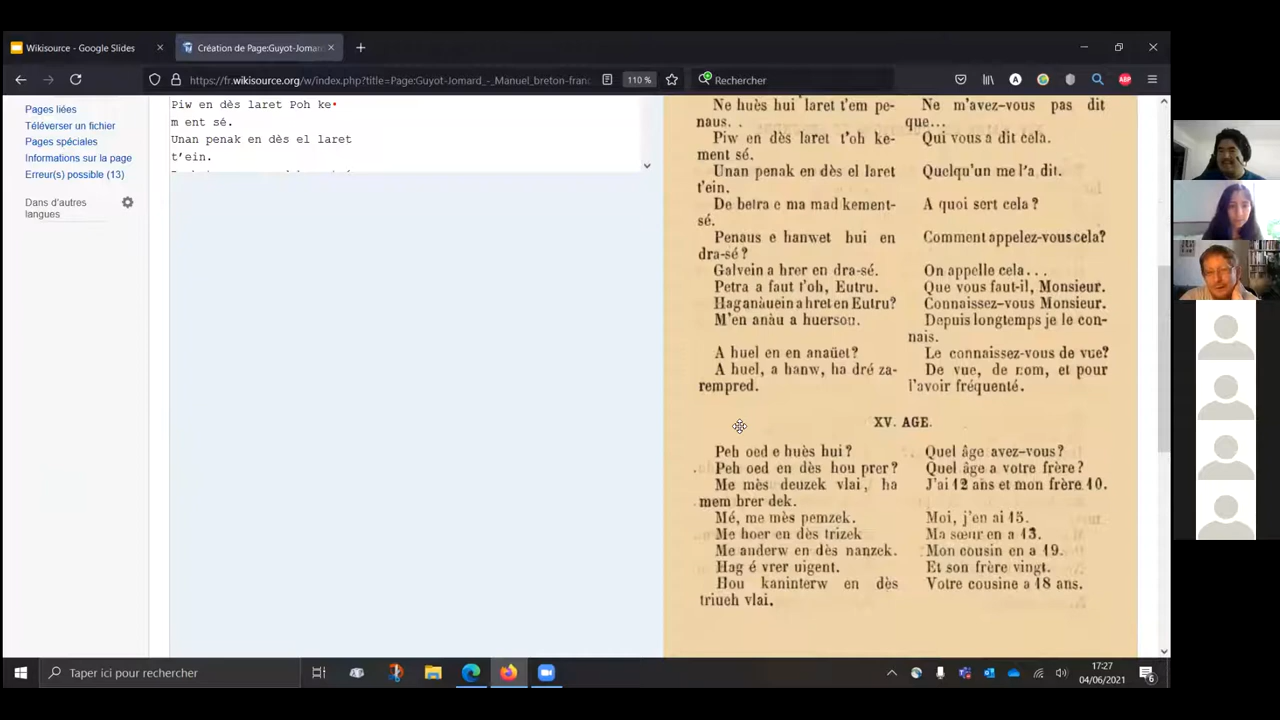 Wikisource - Google Slides
Création de Page:Guyot-Jomard
https://fr.wikisource.org/w/index.php?title=Page:Guyot-Jomard_-_Manuel_breton-fran
110 %
Rechercher
Pages liées
Téléverser un fichier
Pages spéciales
Informations sur la page
Erreur(s) possible (13)
Dans d'autres
langues
Piw en dès laret Poh ke•
m ent sé.
Unan penak en dès el laret
t’ein.
Ne huès hui laret t'em pe-
naus. .
Piw en dès laret t'oh ke-
ment sé.
Unan penak en dès el laret
t'ein.
De betra e ma mad kement-
sé.
Penaus e hanwet hui en
dra-sé?
Galvein a hrer en dra-sé.
Petra a faut t'oh, Eutru.
Haganàuein a hret en Eutru?
M'en anàu a huersou.
A huel en en anaüet?
A huel, a hanw, ha dré za-
rempred.
Ne m'avez-vous pas dit
que...
Qui vous a dit cela.
Quelqu'un me l'a dit.
A quoi sert cela?
Comment appelez-vous cela?
On appelle cela...
Que vous faut-il, Monsieur.
Connaissez-vous Monsieur.
Depuis longtemps je le con-
nais.
Le connaissez-vous de vue?
De vue, de nom, et pour
l'avoir fréquenté.
XV. AGE.
Peh oed e huès hui?
Peh oed en dès hou prer?
Me mès deuzek vlai, ha
mem brer dek.
Mé, me mès pemzek.
Me hoer en dès trizek
Me anderw en dès nanzek.
Hag é vrer uigent.
Hou kaninterw en dès
triueh vlai.
Quel âge avez-vous?
Quel âge a votre frère?
J'ai 12 ans et mon frère 10.
Moi, j'en ai 15.
Ma sœur en a 13.
Mon cousin en a 19.
Et son frère vingt.
Votre cousine a 18 ans.
Taper ici pour rechercher
17:27
04/06/2021
6
A
ABP